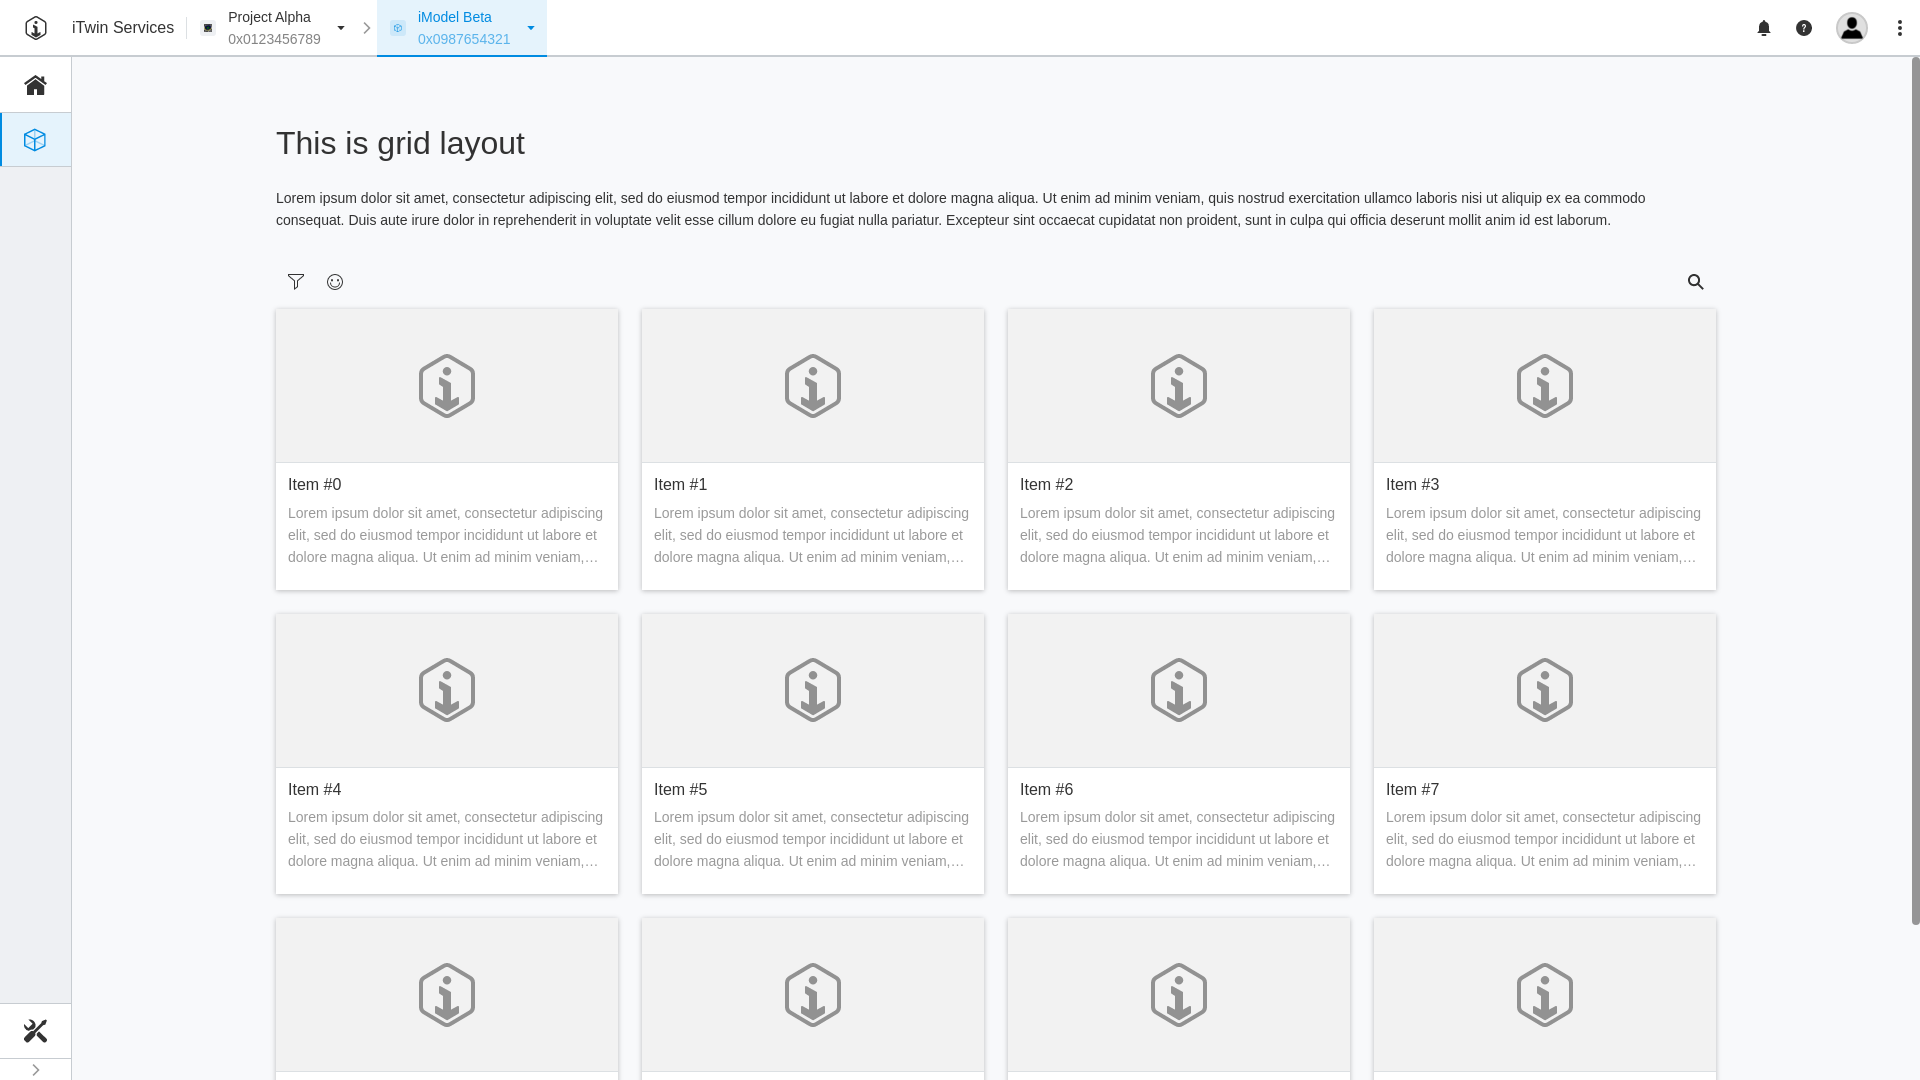 iTwin Services
Project Alpha
0x0123456789
iModel Beta
0x0987654321
This is grid layout
Lorem ipsum dolor sit amet, consectetur adipiscing elit, sed do eiusmod tempor incididunt ut labore et dolore magna aliqua. Ut enim ad minim veniam, quis nostrud exercitation ullamco laboris nisi ut aliquip ex ea commodo
consequat. Duis aute irure dolor in reprehenderit in voluptate velit esse cillum dolore eu fugiat nulla pariatur. Excepteur sint occaecat cupidatat non proident, sunt in culpa qui officia deserunt mollit anim id est laborum.
Item #0
Lorem ipsum dolor sit amet, consectetur adipiscing
elit, sed do eiusmod tempor incididunt ut labore et
dolore magna aliqua. Ut enim ad minim veniam,...
Item #1
Lorem ipsum dolor sit amet, consectetur adipiscing
elit, sed do eiusmod tempor incididunt ut labore et
dolore magna aliqua. Ut enim ad minim veniam,...
Item #2
Lorem ipsum dolor sit amet, consectetur adipiscing
elit, sed do eiusmod tempor incididunt ut labore et
dolore magna aliqua. Ut enim ad minim veniam,...
Item #3
Lorem ipsum dolor sit amet, consectetur adipiscing
elit, sed do eiusmod tempor incididunt ut labore et
dolore magna aliqua. Ut enim ad minim veniam,...
Item #4
Lorem ipsum dolor sit amet, consectetur adipiscing
elit, sed do eiusmod tempor incididunt ut labore et
dolore magna aliqua. Ut enim ad minim veniam,...
Item #5
Lorem ipsum dolor sit amet, consectetur adipiscing
elit, sed do eiusmod tempor incididunt ut labore et
dolore magna aliqua. Ut enim ad minim veniam,...
Item #6
Lorem ipsum dolor sit amet, consectetur adipiscing
elit, sed do eiusmod tempor incididunt ut labore et
dolore magna aliqua. Ut enim ad minim veniam,...
Item #7
Lorem ipsum dolor sit amet, consectetur adipiscing
elit, sed do eiusmod tempor incididunt ut labore et
dolore magna aliqua. Ut enim ad minim veniam,...